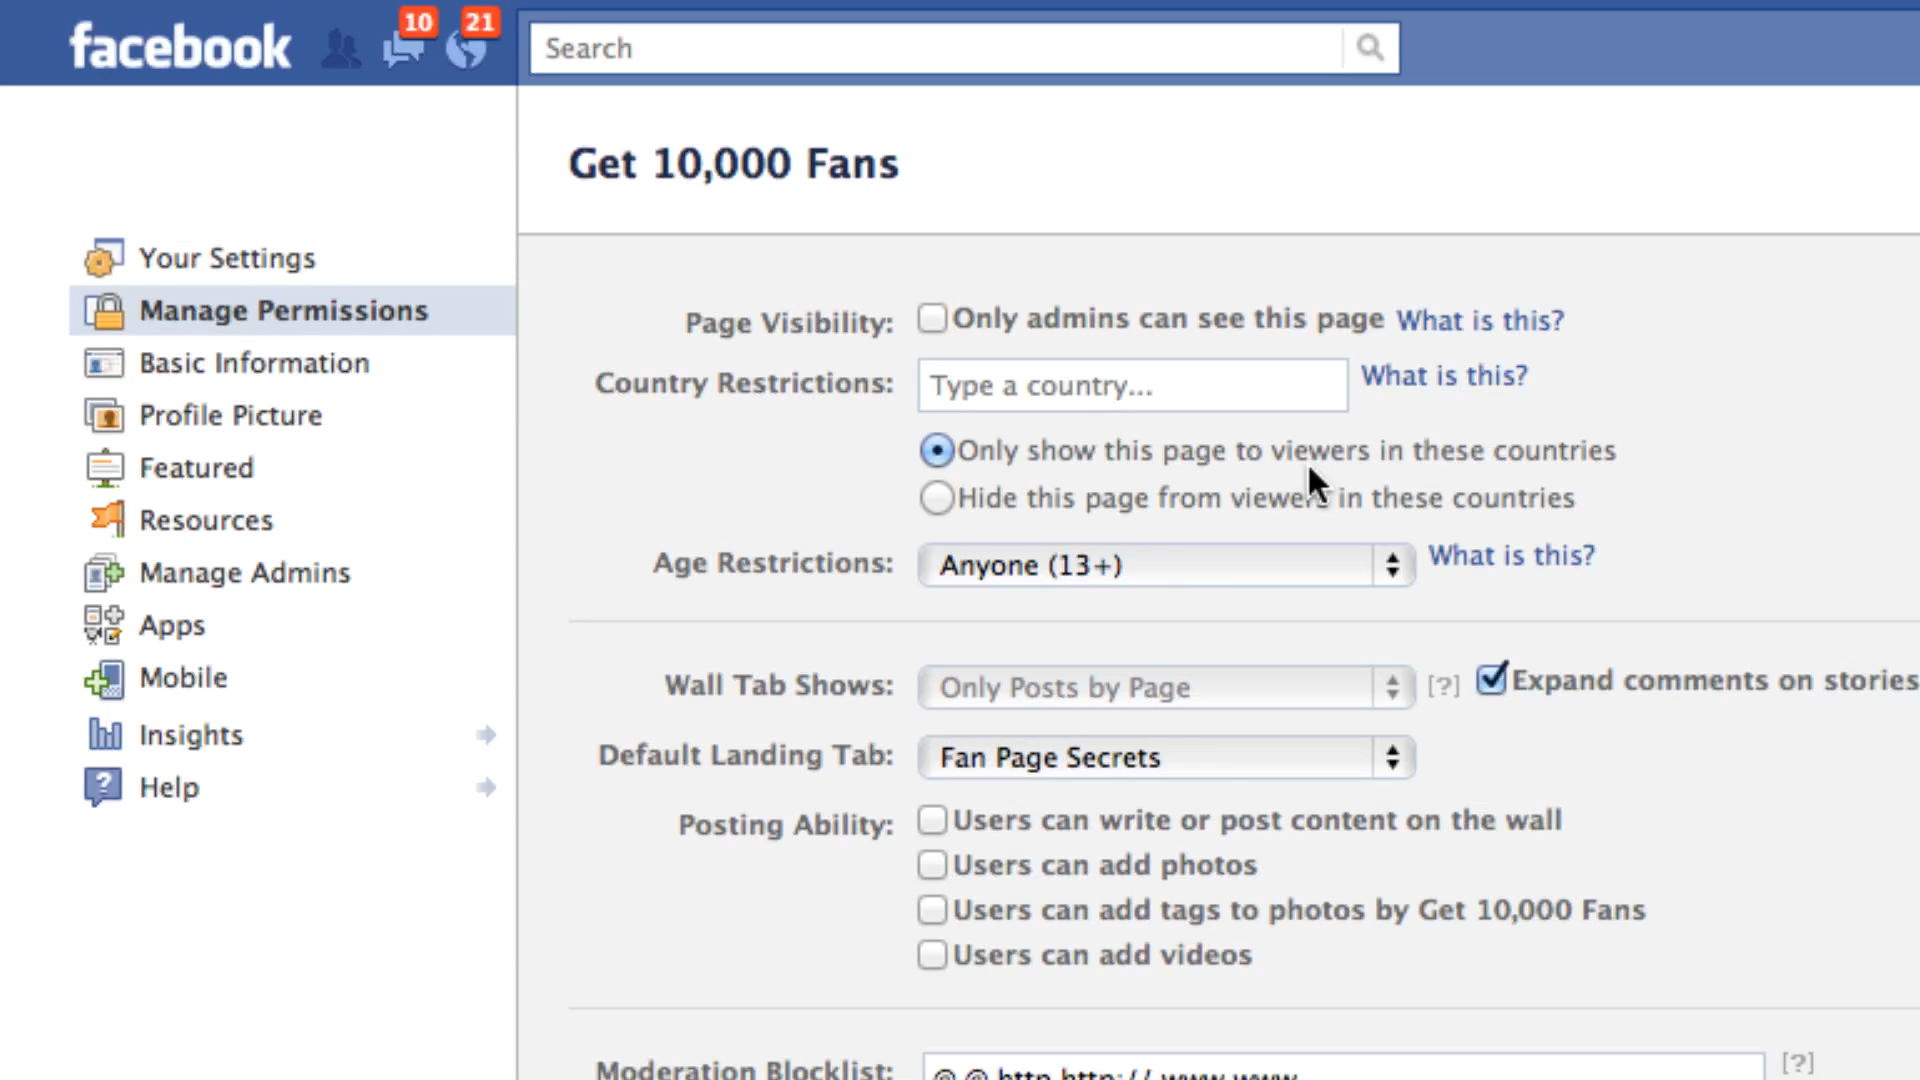 facebook
10
21
Search
Get 10,000 Fans
Your Settings
Manage Permissions
Basic Information
Profile Picture
Featured
Resources
Manage Admins
Apps
Mobile
Insights
Help
Page Visibility: Only admins can see this page What is this?
Country Restrictions: Type a country... What is this?
Only show this page to viewers in these countries
Hide this page from viewers in these countries
Age Restrictions: Anyone (13+) What is this?
Wall Tab Shows: Only Posts by Page [?] Expand comments on stories
Default Landing Tab: Fan Page Secrets
Posting Ability: Users can write or post content on the wall
Users can add photos
Users can add tags to photos by Get 10,000 Fans
Users can add videos
Moderation Blocklist: [?]